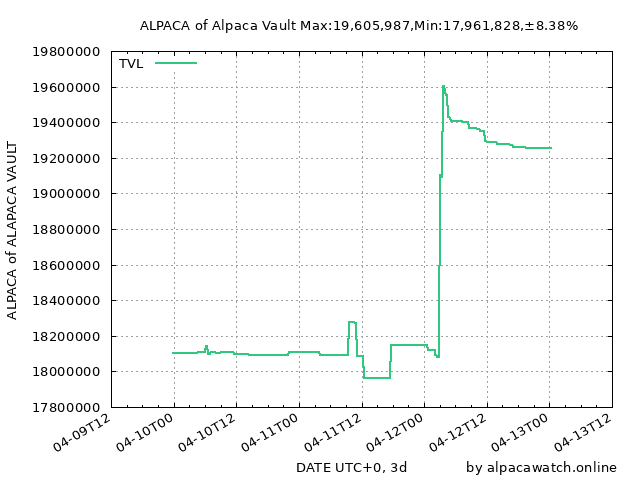 ALPACA of Alpaca Vault Max:19,605,987,Min:17,961,828,±8.38%
TVL
ALPACA of ALAPACA VAULT
19800000
19600000
19400000
19200000
19000000
18800000
18600000
18400000
18200000
18000000
17800000
04-09T12
04-10T00
04-10T12
04-11T00
04-11T12
04-12T00
04-12T12
04-13T00
04-13T12
DATE UTC+0, 3d
by alpacawatch.online